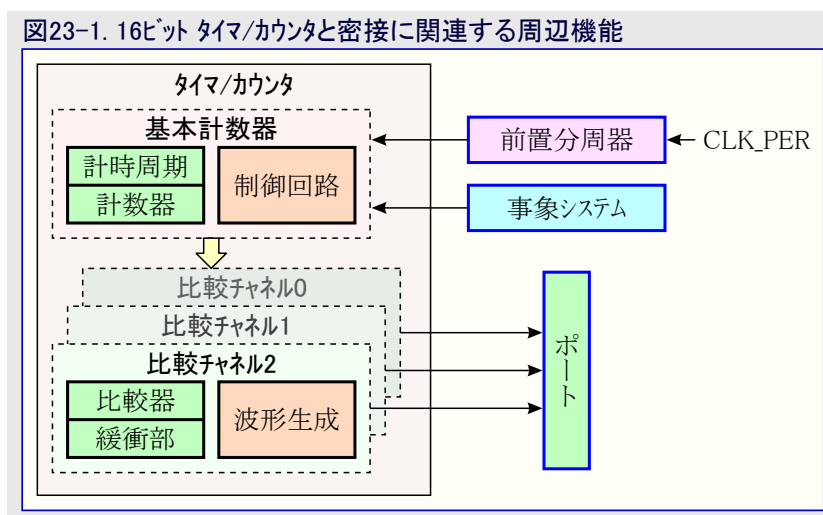 図23-1. 16ビット タイマ/カウンタと密接に関連する周辺機能
タイマ/カウンタ
基本計数器
計時周期
計数器
制御回路
前置分周器
CLK_PER
事象システム
比較チャネル0
比較チャネル1
比較チャネル2
比較器
緩衝部
波形生成
ポート